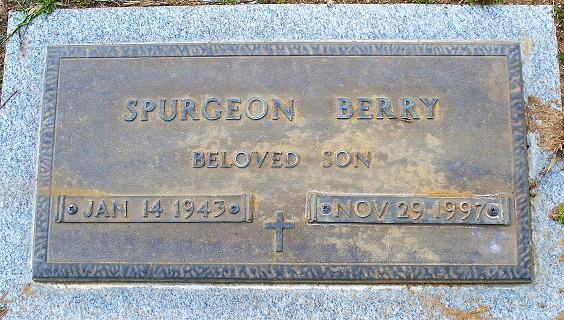 SPURGEON BERRY
BELOVED SON
JAN 14 1943 NOV 29 1997